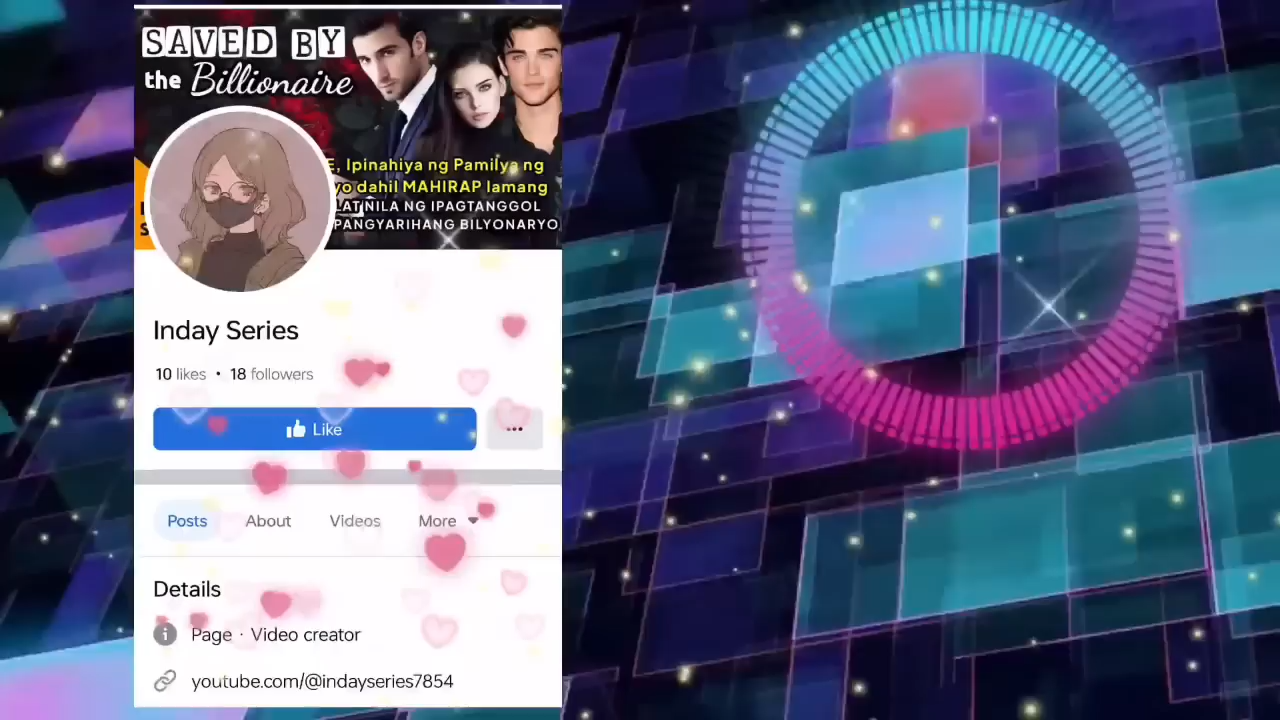 SAVED BY
the Billionaire
E, Ipinahiya ng Pamilya ng
yo dahil MAHIRAP lamang
NILA NG IPAGTANGGOL
PANGYARIHANG BILYONARYO
Inday Series
10 likes • 18 followers
Like
Posts About Videos More
Details
Page · Video creator
youtube.com/@indayseries7854